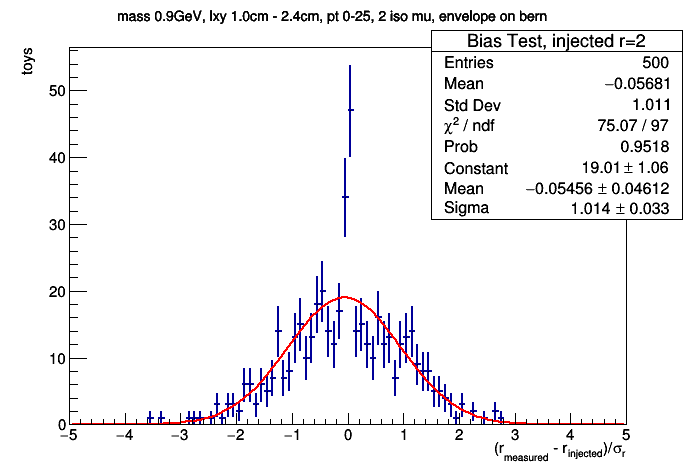 mass 0.9GeV, lxy 1.0cm - 2.4cm, pt 0-25, 2 iso mu, envelope on bern
Bias Test, injected r=2
Entries 500
Mean −0.05681
Std Dev 1.011
χ² / ndf 75.07 / 97
Prob 0.9518
Constant 19.01 ± 1.06
Mean −0.05456 ± 0.04612
Sigma 1.014 ± 0.033
toys
50
40
30
20
10
0
−5 −4 −3 −2 −1 0 1 2 3 4 5
(r_measured - r_injected)/σ_r